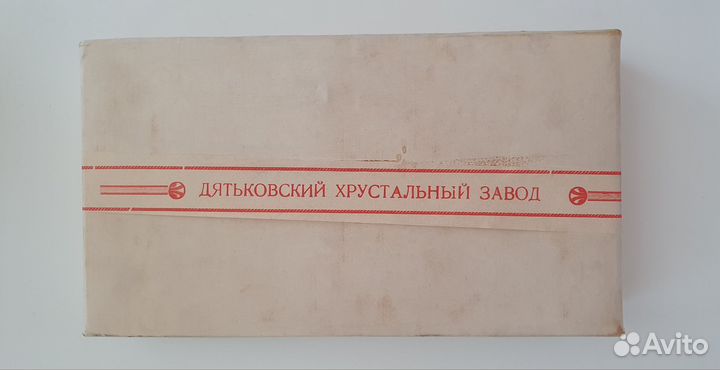 ДЯТЬКОВСКИЙ ХРУСТАЛЬНЫЙ ЗАВОД
Avito